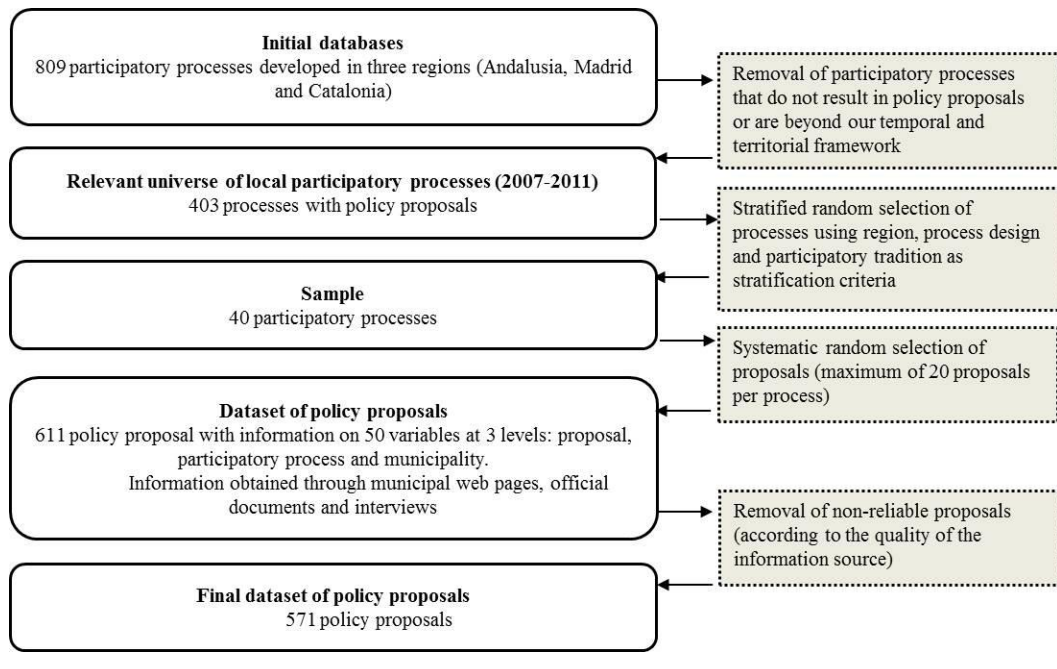 Initial databases
809 participatory processes developed in three regions (Andalusia, Madrid
and Catalonia)
Removal of participatory processes
that do not result in policy proposals
or are beyond our temporal and
territorial framework
Relevant universe of local participatory processes (2007-2011)
403 processes with policy proposals
Stratified random selection of
processes using region, process design
and participatory tradition as
stratification criteria
Sample
40 participatory processes
Systematic random selection of
proposals (maximum of 20 proposals
per process)
Dataset of policy proposals
611 policy proposal with information on 50 variables at 3 levels: proposal,
participatory process and municipality.
Information obtained through municipal web pages, official
documents and interviews
Removal of non-reliable proposals
(according to the quality of the
information source)
Final dataset of policy proposals
571 policy proposals